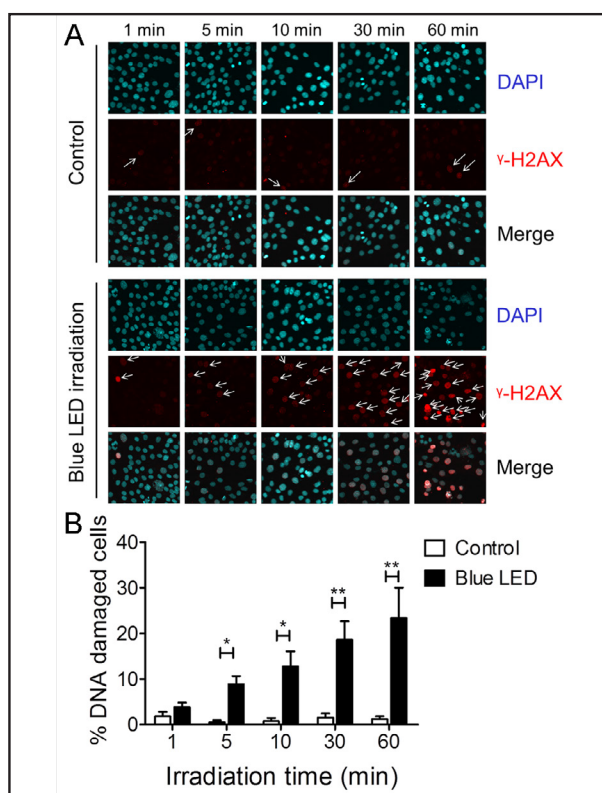 A
1 min 5 min 10 min 30 min 60 min
Control
DAPI
γ-H2AX
Merge
Blue LED irradiation
DAPI
γ-H2AX
Merge
B
% DNA damaged cells
40
30
20
10
0
Control
Blue LED
* * ** **
1 5 10 30 60
Irradiation time (min)